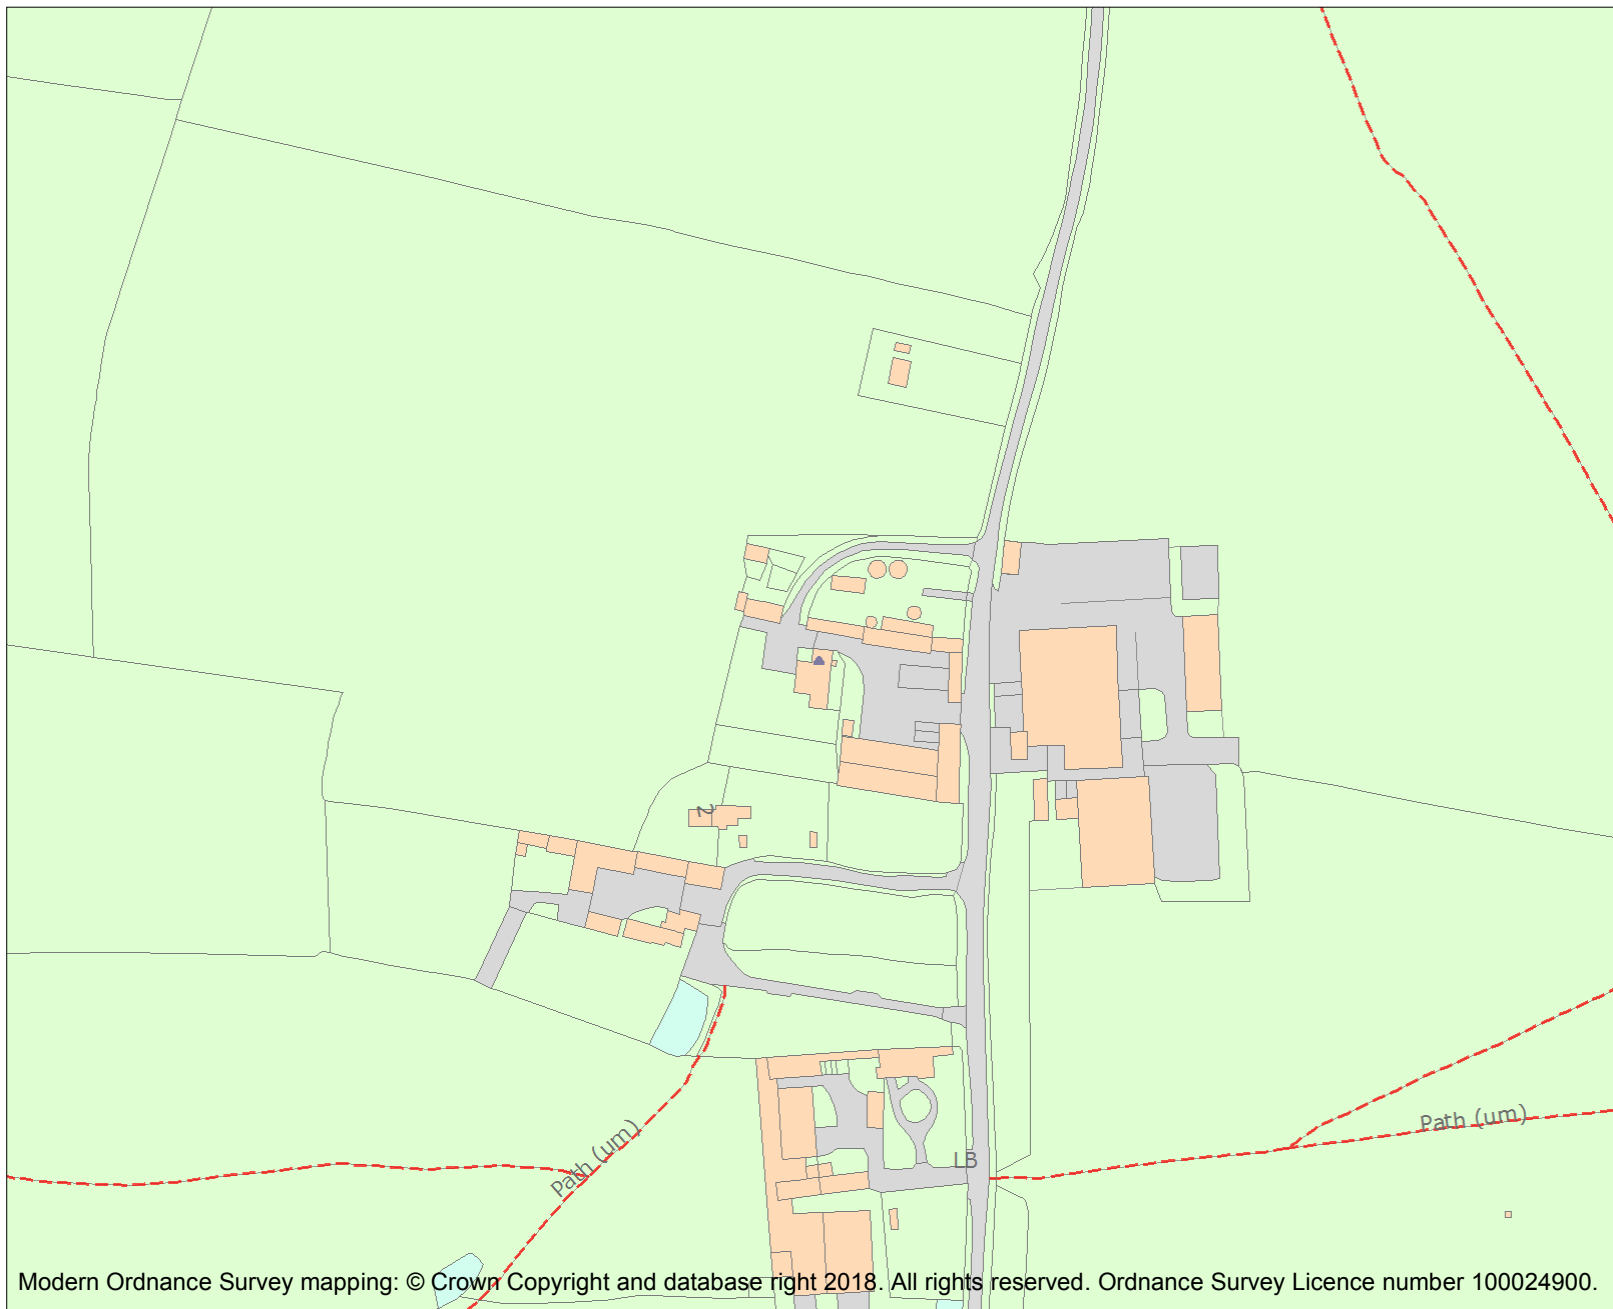 2
Path (um)
LB
Path (um)
Modern Ordnance Survey mapping: © Crown Copyright and database right 2018. All rights reserved. Ordnance Survey Licence number 100024900.